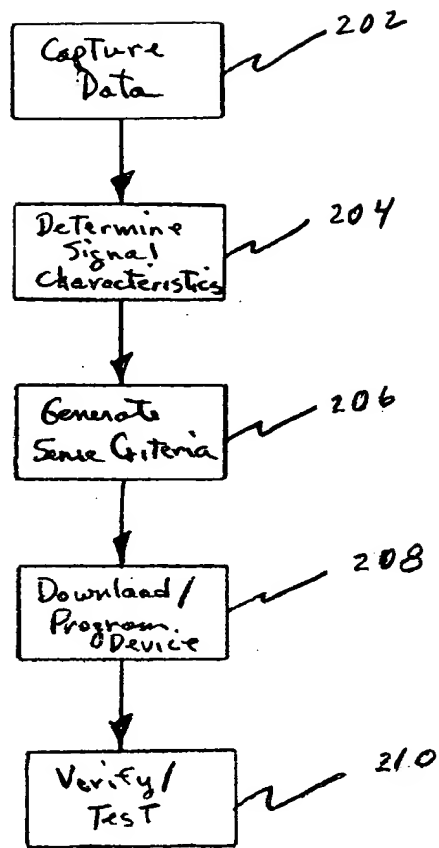 Capture
Data
202
Determine
Signal
Characteristics
204
Generate
Sense Criteria
206
Download/
Program
Device
208
Verify/
Test
210